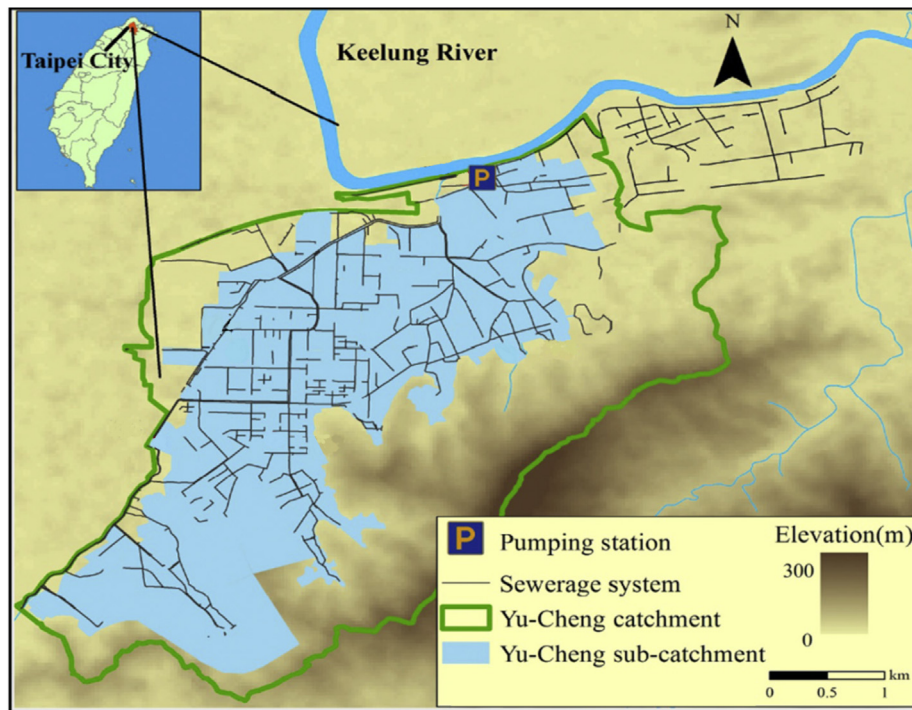 Taipei City
Keelung River
N
P
P
Pumping station
Sewerage system
Yu-Cheng catchment
Yu-Cheng sub-catchment
Elevation(m)
300
0
0 0.5 1
km